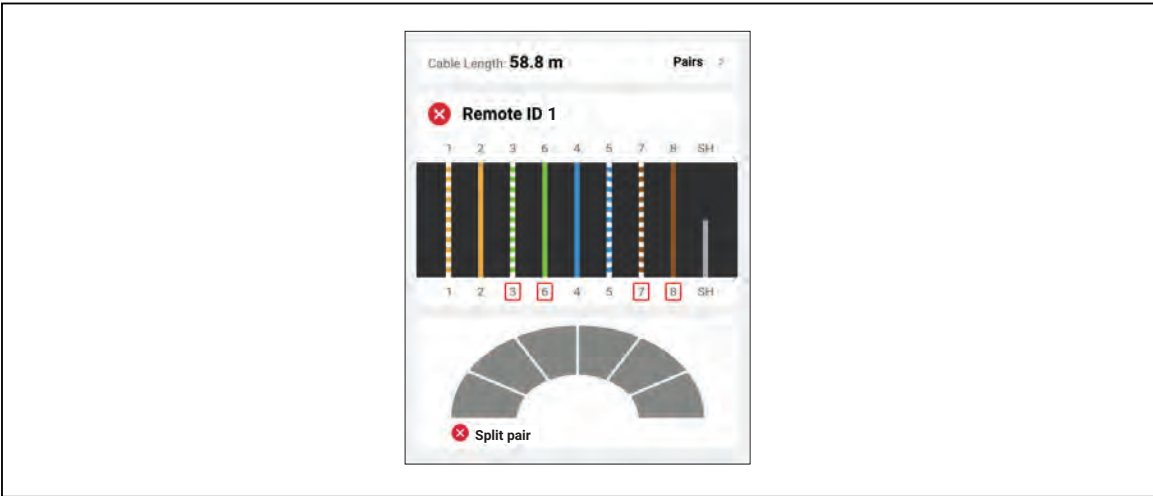 Cable Length: 58.8 m Pairs
Remote ID 1
1 2 3 6 4 5 7 8 SH
1 2 3 6 4 5 7 8 SH
Split pair